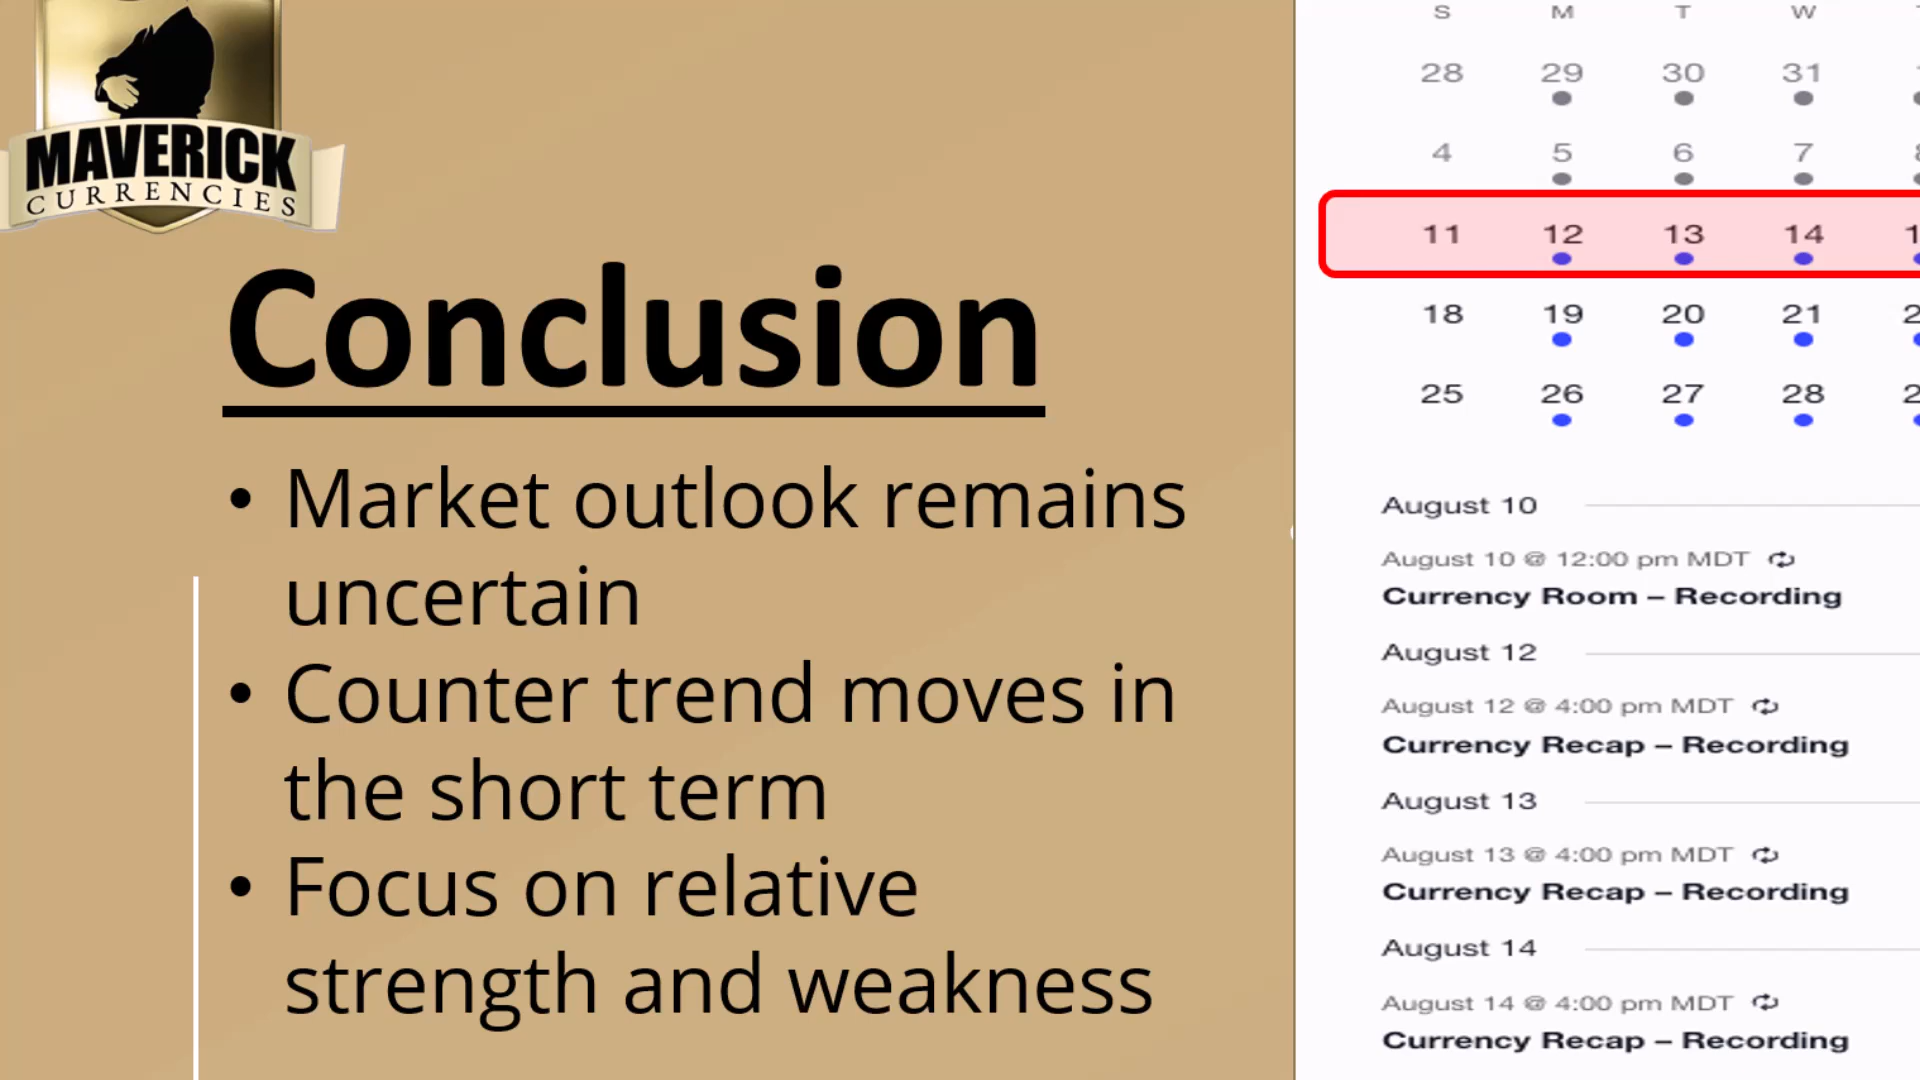 MAVERICK
CURRENCIES
Conclusion
• Market outlook remains
uncertain
• Counter trend moves in
the short term
• Focus on relative
strength and weakness
S M T W
28 29 30 31
4 5 6 7
11 12 13 14
18 19 20 21
25 26 27 28
August 10
August 10 @ 12:00 pm MDT
Currency Room – Recording
August 12
August 12 @ 4:00 pm MDT
Currency Recap – Recording
August 13
August 13 @ 4:00 pm MDT
Currency Recap – Recording
August 14
August 14 @ 4:00 pm MDT
Currency Recap – Recording